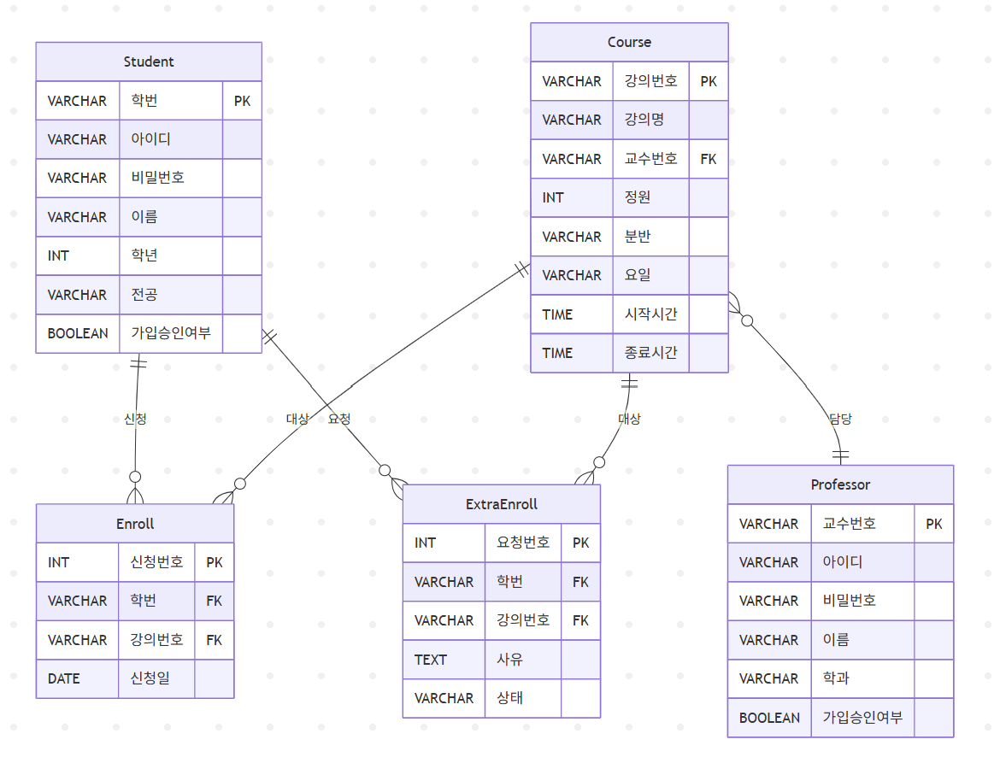 Student
VARCHAR 학번 PK
VARCHAR 아이디
VARCHAR 비밀번호
VARCHAR 이름
INT 학년
VARCHAR 전공
BOOLEAN 가입승인여부
Course
VARCHAR 강의번호 PK
VARCHAR 강의명
VARCHAR 교수번호 FK
INT 정원
VARCHAR 분반
VARCHAR 요일
TIME 시작시간
TIME 종료시간
신청
대상
요청
대상
담당
Enroll
INT 신청번호 PK
VARCHAR 학번 FK
VARCHAR 강의번호 FK
DATE 신청일
ExtraEnroll
INT 요청번호 PK
VARCHAR 학번 FK
VARCHAR 강의번호 FK
TEXT 사유
VARCHAR 상태
Professor
VARCHAR 교수번호 PK
VARCHAR 아이디
VARCHAR 비밀번호
VARCHAR 이름
VARCHAR 학과
BOOLEAN 가입승인여부